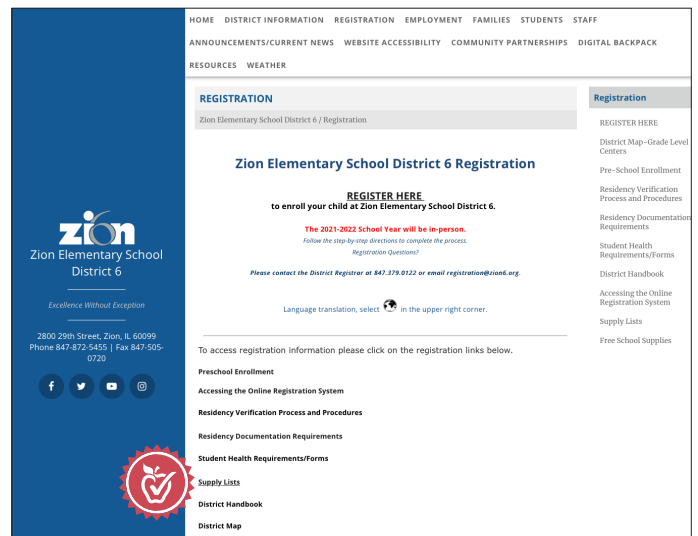 HOME DISTRICT INFORMATION REGISTRATION EMPLOYMENT FAMILIES STUDENTS STAFF
ANNOUNCEMENTS/CURRENT NEWS WEBSITE ACCESSIBILITY COMMUNITY PARTNERSHIPS DIGITAL BACKPACK
RESOURCES WEATHER
zion
Zion Elementary School
District 6
Excellence Without Exception
2800 29th Street, Zion, IL 60099
Phone 847-872-5455 | Fax 847-505-
0720
REGISTRATION
Zion Elementary School District 6 / Registration
Zion Elementary School District 6 Registration
REGISTER HERE
to enroll your child at Zion Elementary School District 6.
The 2021-2022 School Year will be in-person.
Follow the step-by-step directions to complete the process.
Registration Questions?
Please contact the District Registrar at 847.379.0122 or email registration@zion6.org.
Language translation, select in the upper right corner.
To access registration information please click on the registration links below.
Preschool Enrollment
Accessing the Online Registration System
Residency Verification Process and Procedures
Residency Documentation Requirements
Student Health Requirements/Forms
Supply Lists
District Handbook
District Map
Registration
REGISTER HERE
District Map-Grade Level
Centers
Pre-School Enrollment
Residency Verification
Process and Procedures
Residency Documentation
Requirements
Student Health
Requirements/Forms
District Handbook
Accessing the Online
Registration System
Supply Lists
Free School Supplies